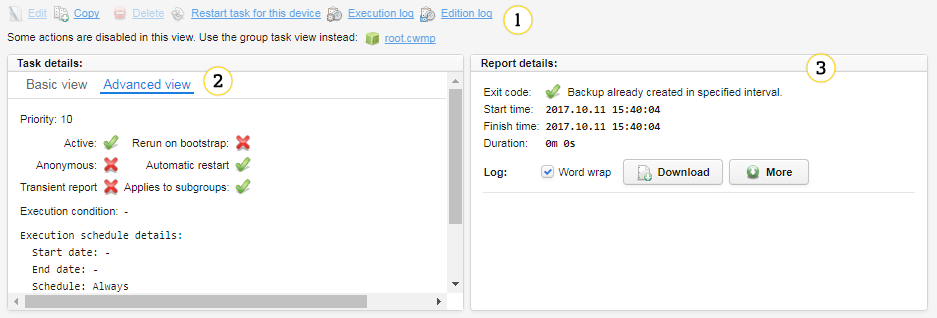 Edit Copy Delete Restart task for this device Execution log Edition log 1
Some actions are disabled in this view. Use the group task view instead: root.cwmp
Task details:
Basic view Advanced view 2
Priority: 10
Active: Rerun on bootstrap:
Anonymous: Automatic restart
Transient report Applies to subgroups:
Execution condition: -
Execution schedule details:
Start date: -
End date: -
Schedule: Always
Report details: 3
Exit code: Backup already created in specified interval.
Start time: 2017.10.11 15:40:04
Finish time: 2017.10.11 15:40:04
Duration: 0m 0s
Log: Word wrap Download More